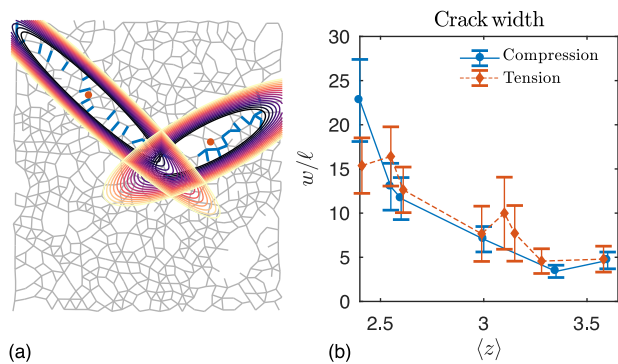 (a)
Crack width
Compression
Tension
w/ℓ
30
25
20
15
10
5
0
2.5
3
3.5
⟨z⟩
(b)